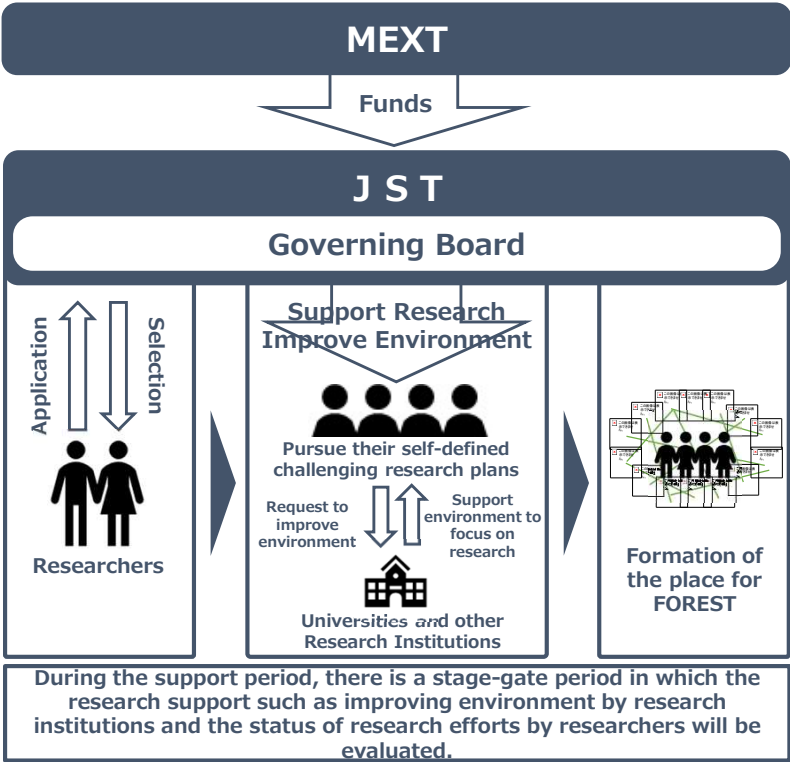 MEXT
Funds
J S T
Governing Board
Application
Selection
Researchers
Support Research
Improve Environment
Pursue their self-defined
challenging research plans
Request to
improve
environment
Support
environment to
focus on
research
Universities and other
Research Institutions
Formation of
the place for
FOREST
During the support period, there is a stage-gate period in which the
research support such as improving environment by research
institutions and the status of research efforts by researchers will be
evaluated.